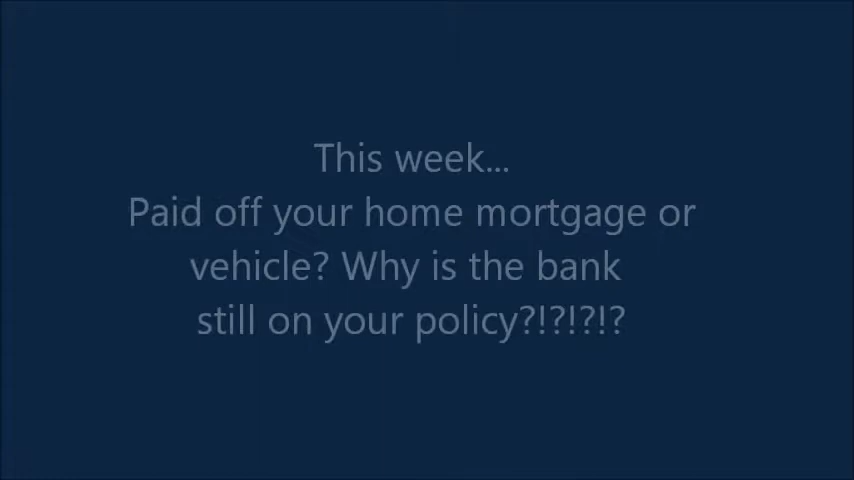 This week...
Paid off your home mortgage or
vehicle? Why is the bank
still on your policy?!?!?!?